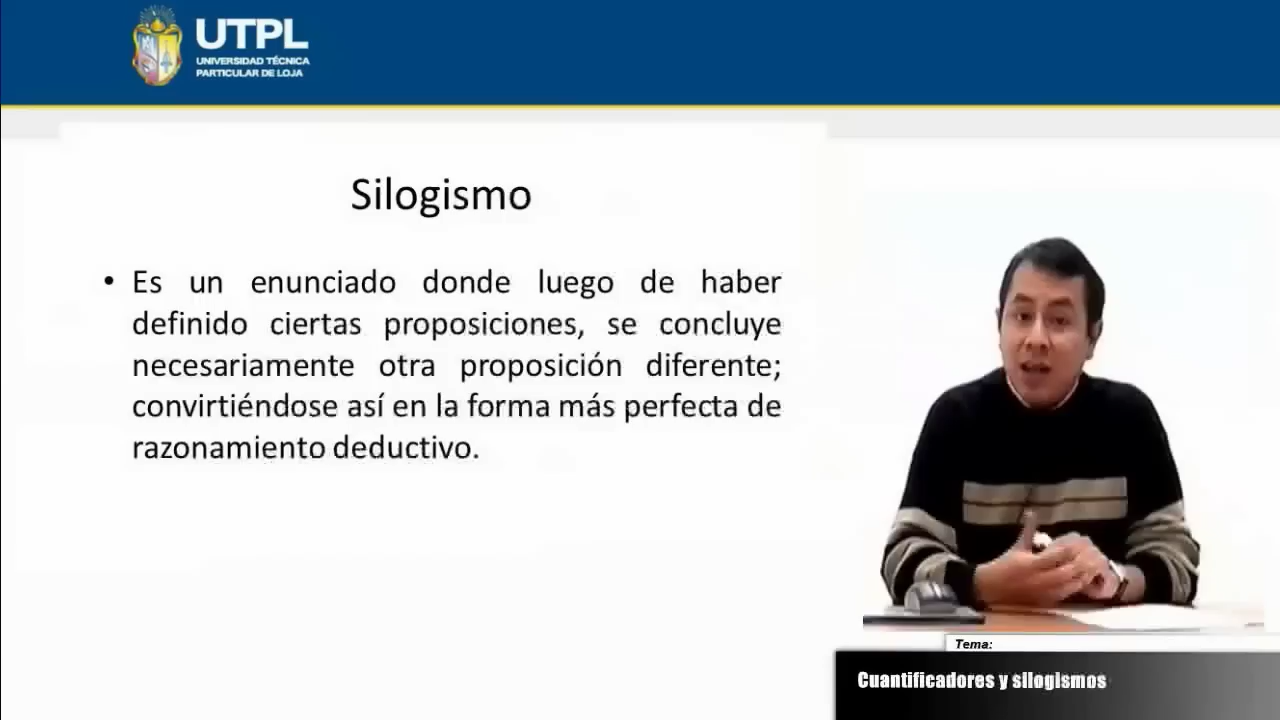 UTPL
UNIVERSIDAD TÉCNICA
PARTICULAR DE LOJA
Silogismo
• Es un enunciado donde luego de haber
definido ciertas proposiciones, se concluye
necesariamente otra proposición diferente;
convirtiéndose así en la forma más perfecta de
razonamiento deductivo.
Tema:
Cuantificadores y silogismos